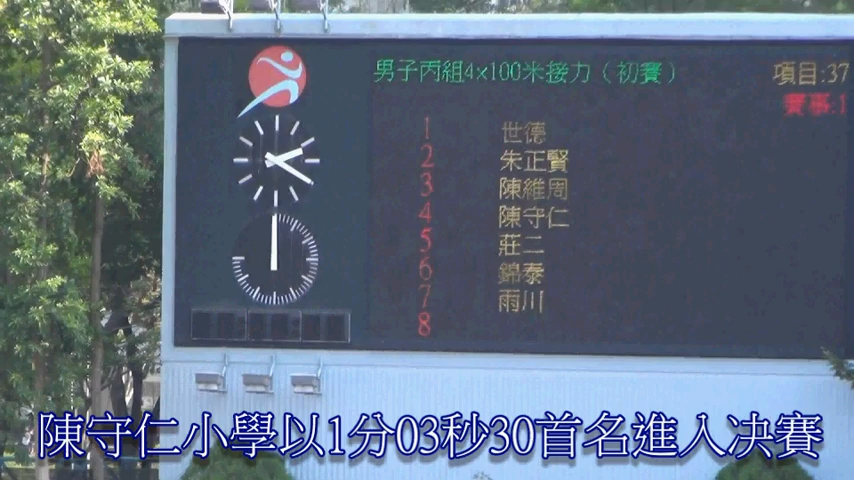 男子丙組4×100米接力（初賽）
項目:37
賽事:1
1 世德
2 朱正賢
3 陳維周
4 陳守仁
5 莊二
6 錦泰
7 雨川
8
陳守仁小學以1分03秒30首名進入決賽